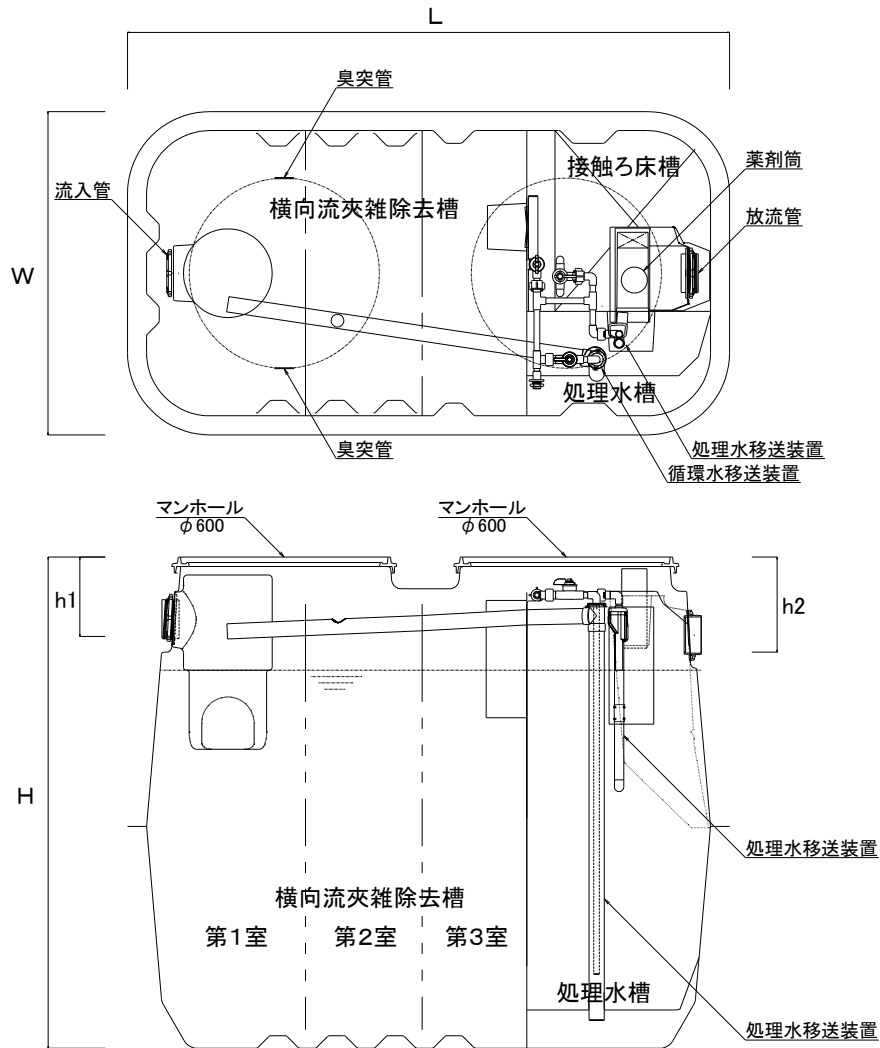 L
臭突管
薬剤筒
接触ろ床槽
流入管
横向流夾雑除去槽
放流管
W
処理水槽
処理水移送装置
臭突管
循環水移送装置
マンホール
φ600
マンホール
φ600
h1
h2
H
処理水移送装置
横向流夾雑除去槽
第1室
第2室
第3室
処理水槽
処理水移送装置